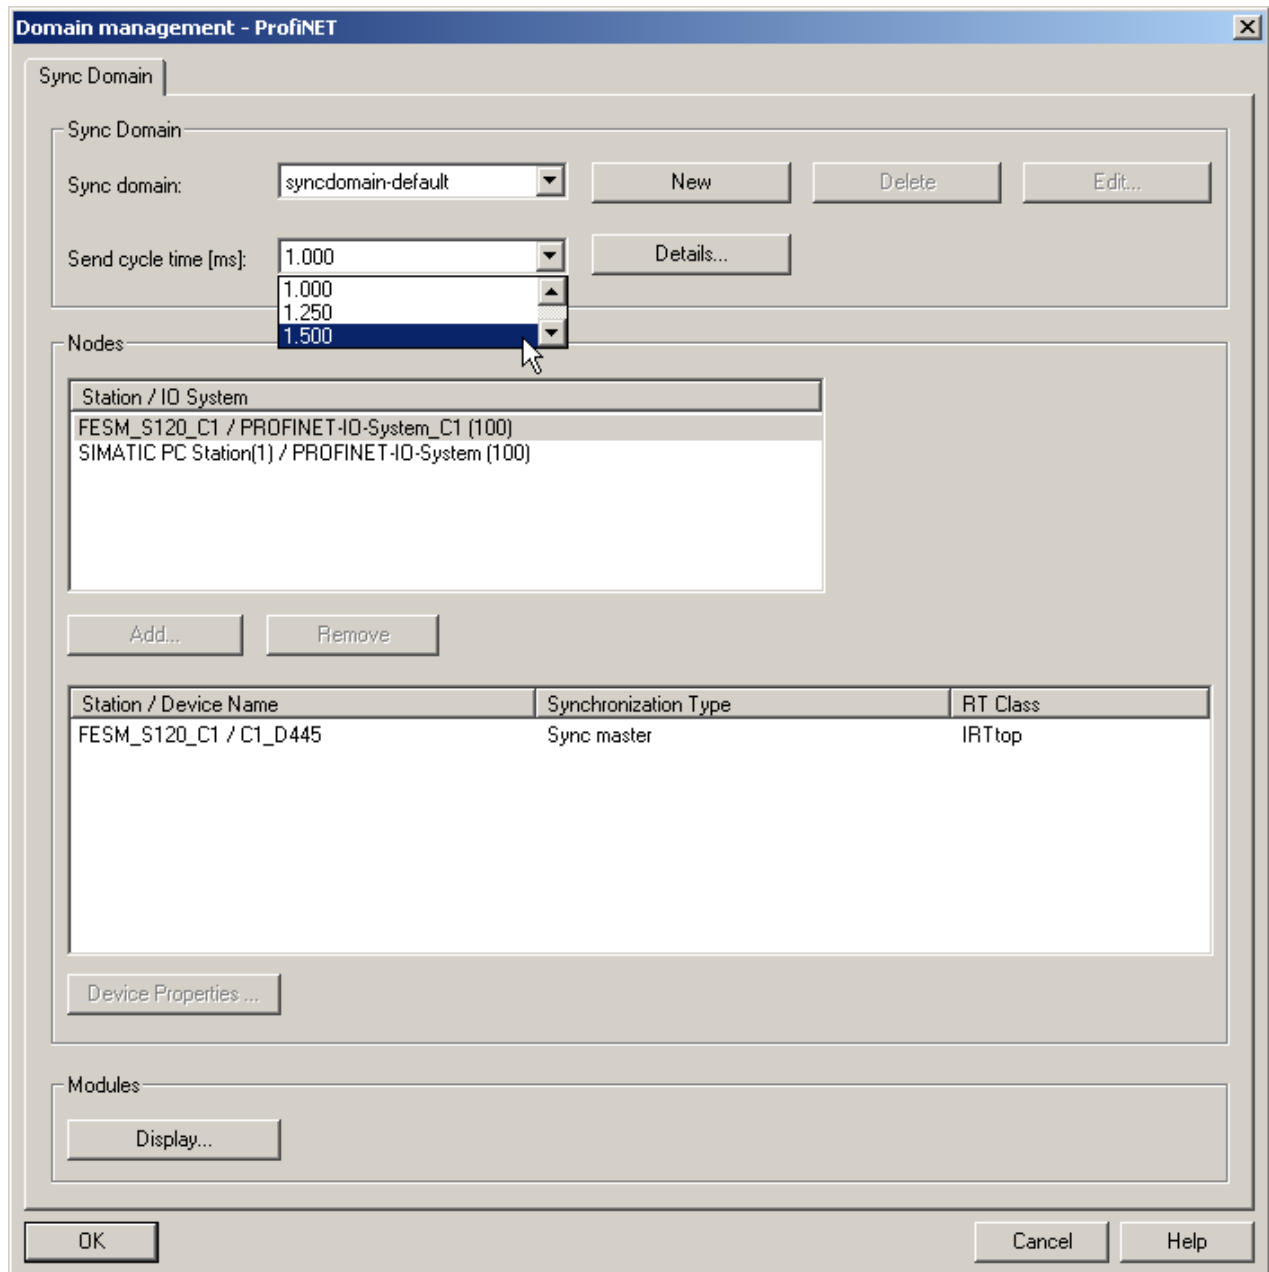 Domain management - ProfiNET
Sync Domain
Sync Domain
Sync domain: syncdomain-default New Delete Edit...
Send cycle time [ms]: 1.000 Details...
1.000
1.250
1.500
Nodes
Station / IO System
FESM_S120_C1 / PROFINET-IO-System_C1 (100)
SIMATIC PC Station(1) / PROFINET-IO-System (100)
Add... Remove
Station / Device Name Synchronization Type RT Class
FESM_S120_C1 / C1_D445 Sync master IRTtop
Device Properties ...
Modules
Display...
OK Cancel Help